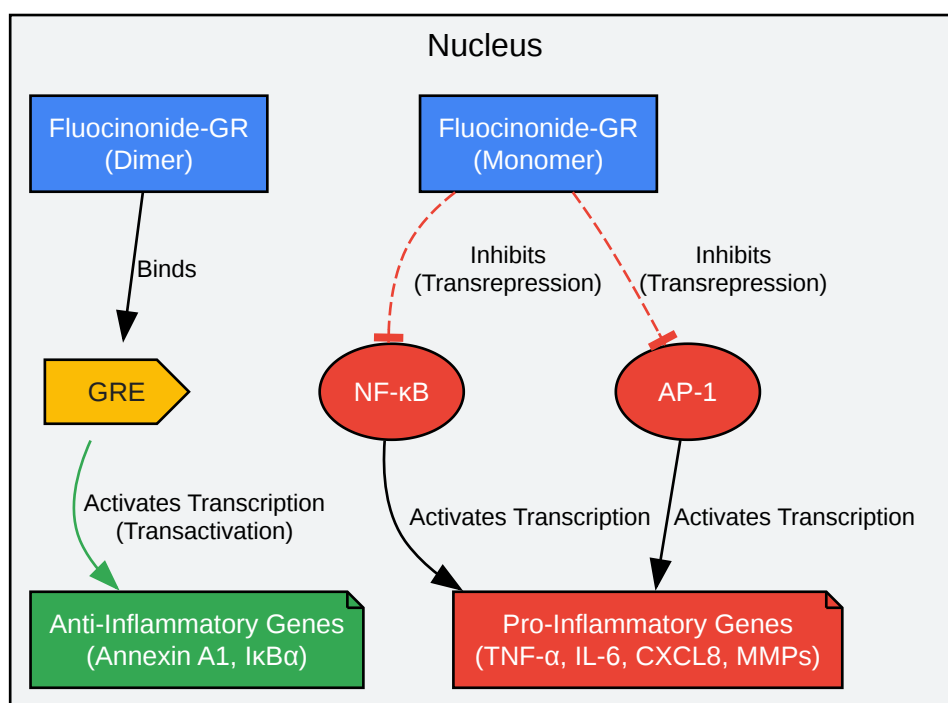 Nucleus
Fluocinonide-GR
(Dimer)
Fluocinonide-GR
(Monomer)
Binds
Inhibits
(Transrepression)
Inhibits
(Transrepression)
GRE
NF-κB
AP-1
Activates Transcription
(Transactivation)
Activates Transcription
Activates Transcription
Anti-Inflammatory Genes
(Annexin A1, IκBα)
Pro-Inflammatory Genes
(TNF-α, IL-6, CXCL8, MMPs)